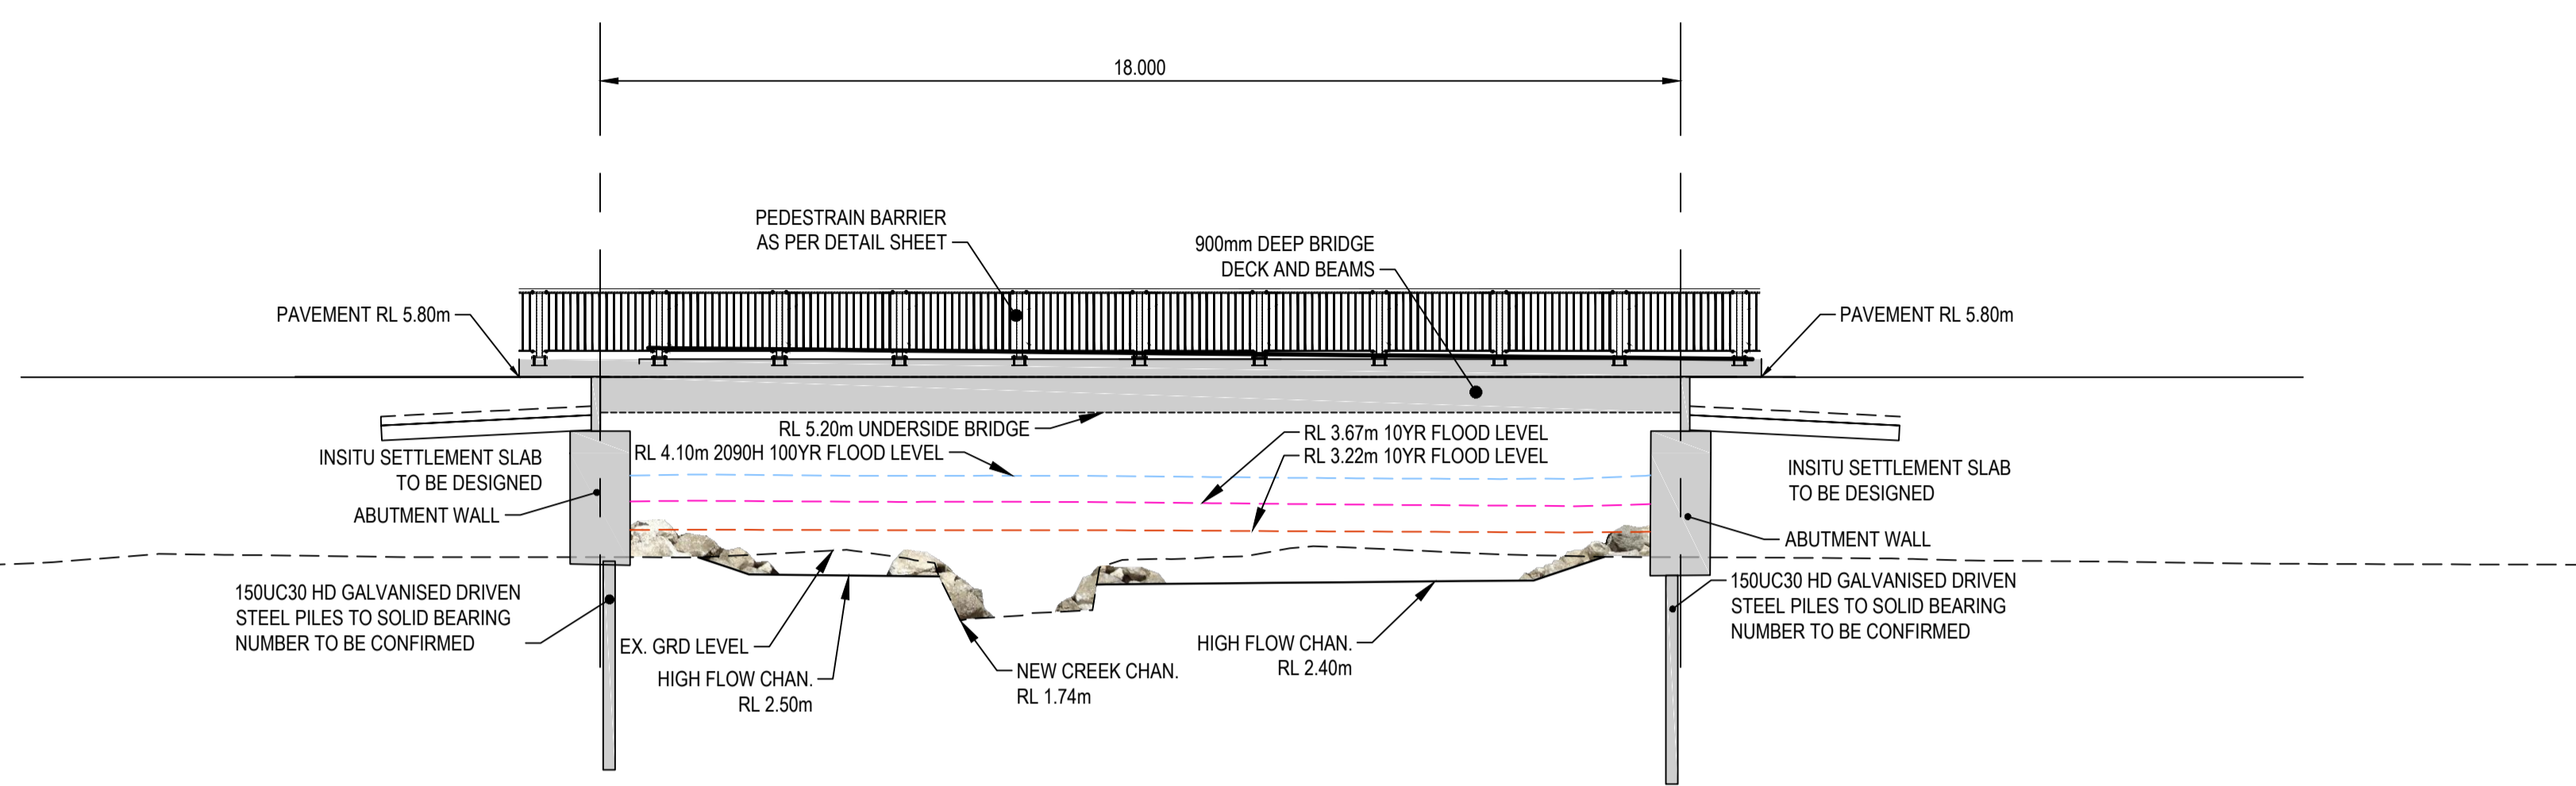 18.000
PEDESTRAIN BARRIER
AS PER DETAIL SHEET
900mm DEEP BRIDGE
DECK AND BEAMS
PAVEMENT RL 5.80m
PAVEMENT RL 5.80m
RL 5.20m UNDERSIDE BRIDGE
RL 4.10m 2090H 100YR FLOOD LEVEL
RL 3.67m 10YR FLOOD LEVEL
RL 3.22m 10YR FLOOD LEVEL
INSITU SETTLEMENT SLAB
TO BE DESIGNED
ABUTMENT WALL
INSITU SETTLEMENT SLAB
TO BE DESIGNED
ABUTMENT WALL
150UC30 HD GALVANISED DRIVEN
STEEL PILES TO SOLID BEARING
NUMBER TO BE CONFIRMED
EX. GRD LEVEL
HIGH FLOW CHAN.
RL 2.50m
NEW CREEK CHAN.
RL 1.74m
HIGH FLOW CHAN.
RL 2.40m
150UC30 HD GALVANISED DRIVEN
STEEL PILES TO SOLID BEARING
NUMBER TO BE CONFIRMED